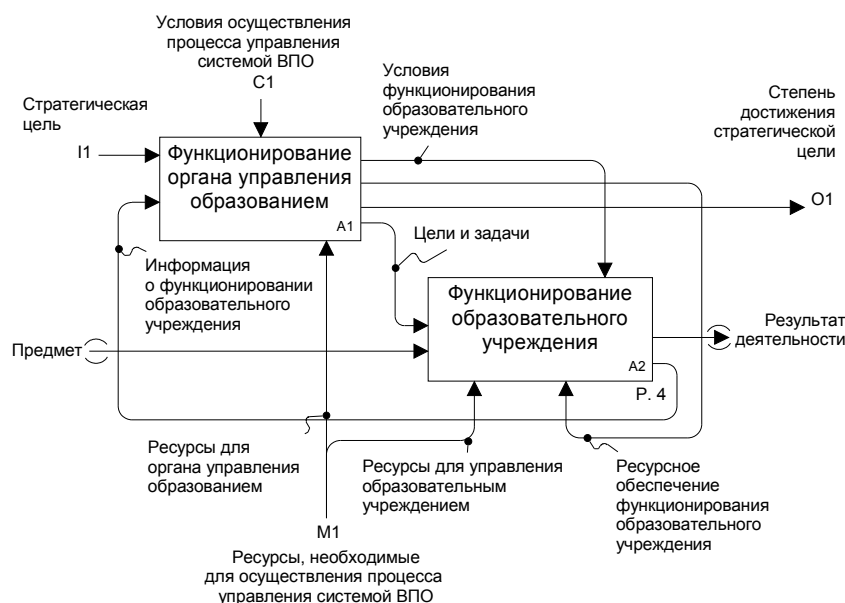 Условия осуществления
процесса управления
системой ВПО
C1
Условия
функционирования
образовательного
учреждения
Степень
достижения
стратегической
цели
Стратегическая
цель
I1
Функционирование
органа управления
образованием
A1
O1
Цели и задачи
Информация
о функционировании
образовательного
учреждения
Функционирование
образовательного
учреждения
A2
Р. 4
Предмет
Результат
деятельности
Ресурсы для
органа управления
образованием
Ресурсы для управления
образовательным
учреждением
Ресурсное
обеспечение
функционирования
образовательного
учреждения
M1
Ресурсы, необходимые
для осуществления процесса
управления системой ВПО